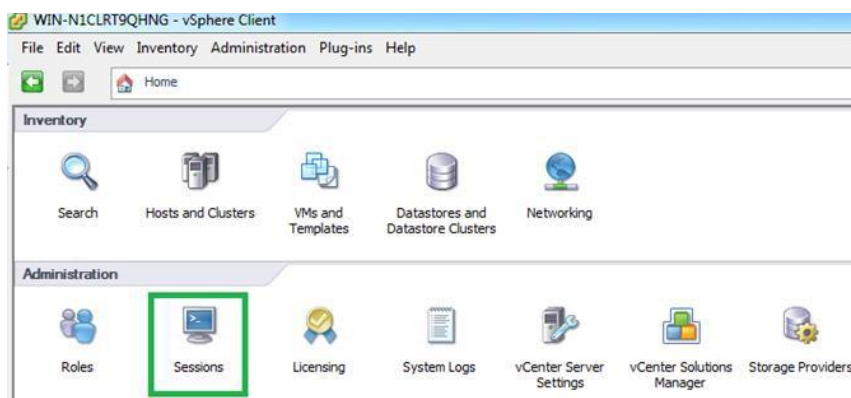 WIN-N1CLRT9QHNG - vSphere Client
File Edit View Inventory Administration Plug-ins Help
Home
Inventory
Search
Hosts and Clusters
VMs and
Templates
Datastores and
Datastore Clusters
Networking
Administration
Roles
Sessions
Licensing
System Logs
vCenter Server
Settings
vCenter Solutions
Manager
Storage Providers